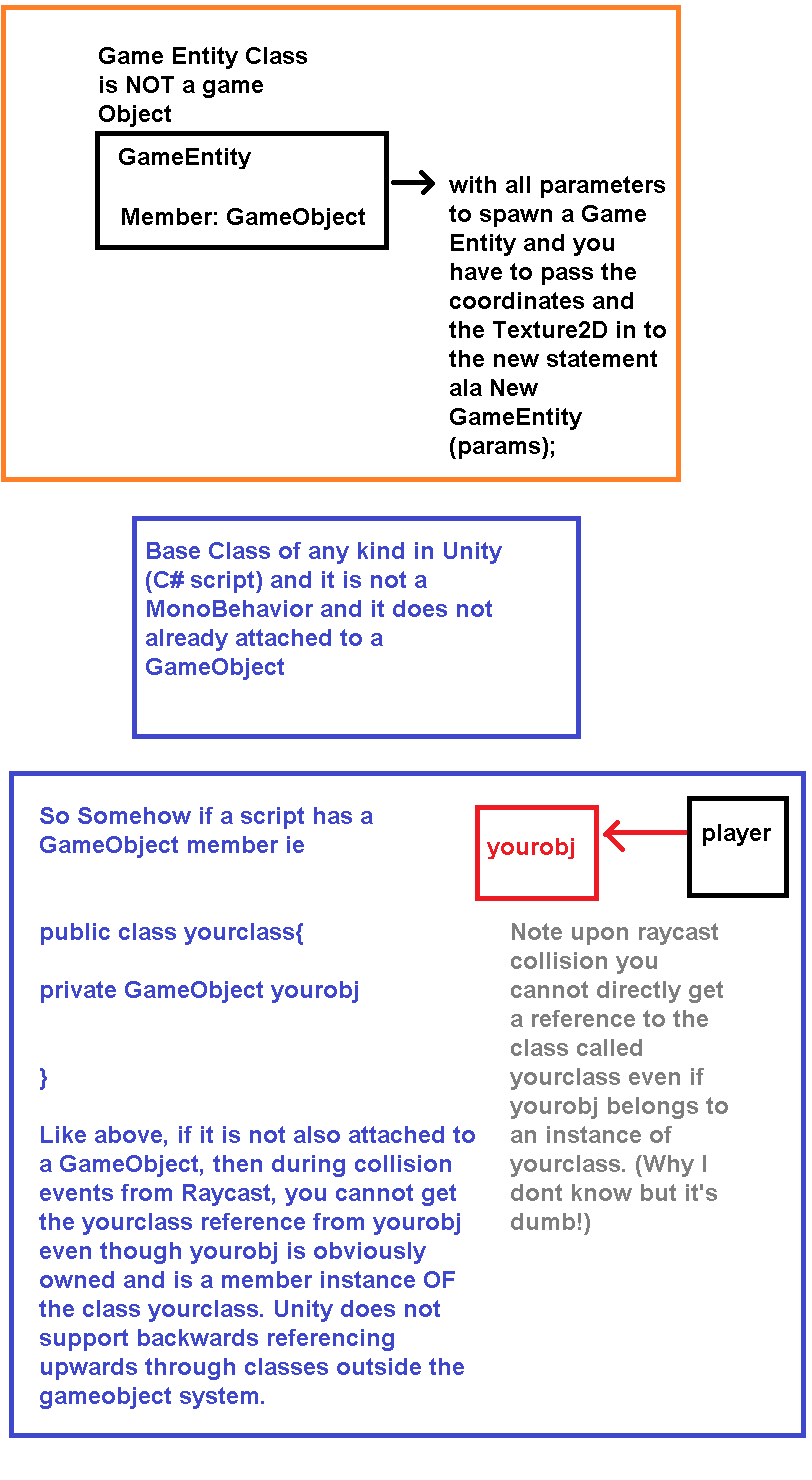 Game Entity Class
is NOT a game
Object
GameEntity
Member: GameObject
with all parameters
to spawn a Game
Entity and you
have to pass the
coordinates and
the Texture2D in to
the new statement
ala New
GameEntity
(params);
Base Class of any kind in Unity
(C# script) and it is not a
MonoBehavior and it does not
already attached to a
GameObject
So Somehow if a script has a
GameObject member ie
public class yourclass{
private GameObject yourobj
}
Like above, if it is not also attached to
a GameObject, then during collision
events from Raycast, you cannot get
the yourclass reference from yourobj
even though yourobj is obviously
owned and is a member instance OF
the class yourclass. Unity does not
support backwards referencing
upwards through classes outside the
gameobject system.
yourobj
player
Note upon raycast
collision you
cannot directly get
a reference to the
class called
yourclass even if
yourobj belongs to
an instance of
yourclass. (Why I
dont know but it's
dumb!)